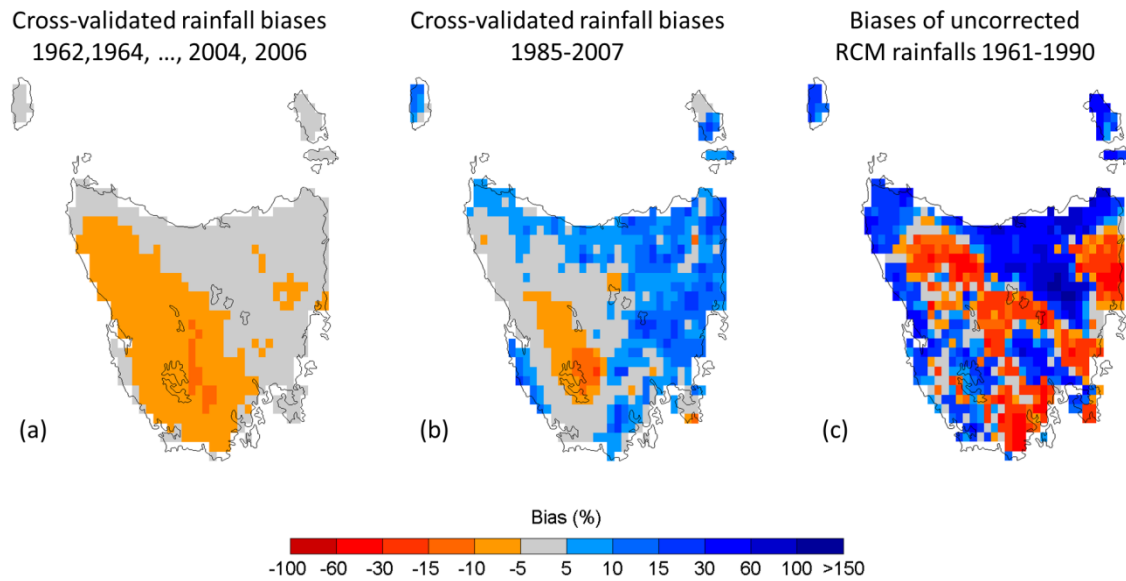 Cross-validated rainfall biases
1962,1964, ..., 2004, 2006
Cross-validated rainfall biases
1985-2007
Biases of uncorrected
RCM rainfalls 1961-1990
(a)
(b)
(c)
Bias (%)
-100 -60 -30 -15 -10 -5 5 10 15 30 60 100 >150